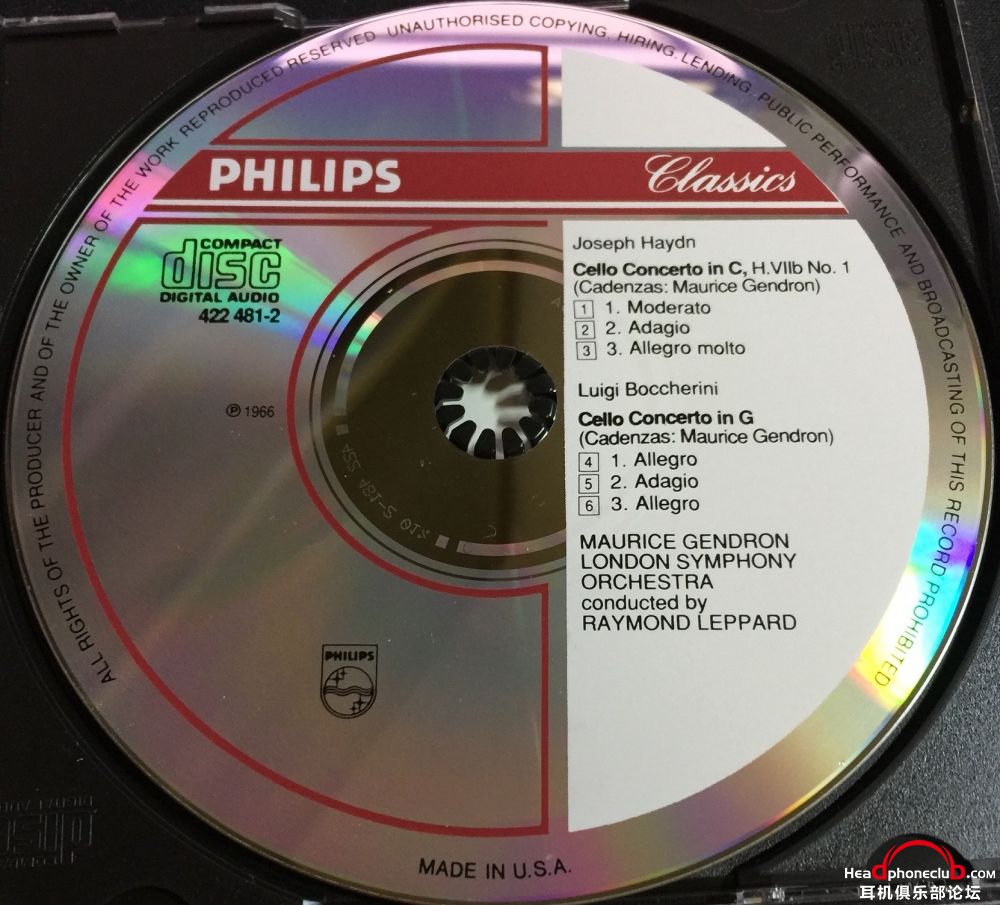 ALL RIGHTS OF THE PRODUCER AND OF THE OWNER OF THE WORK REPRODUCED RESERVED UNAUTHORISED COPYING, HIRING, LENDING, PUBLIC PERFORMANCE AND BROADCASTING OF THIS RECORD PROHIBITED
PHILIPS Classics
COMPACT
disc
DIGITAL AUDIO
422 481-2
℗ 1966
Joseph Haydn
Cello Concerto in C, H.VIIb No. 1
(Cadenzas: Maurice Gendron)
1 1. Moderato
2 2. Adagio
3 3. Allegro molto
Luigi Boccherini
Cello Concerto in G
(Cadenzas: Maurice Gendron)
4 1. Allegro
5 2. Adagio
6 3. Allegro
MAURICE GENDRON
LONDON SYMPHONY
ORCHESTRA
conducted by
RAYMOND LEPPARD
PHILIPS
MADE IN U.S.A.
Headphoneclub.com
耳机俱乐部论坛